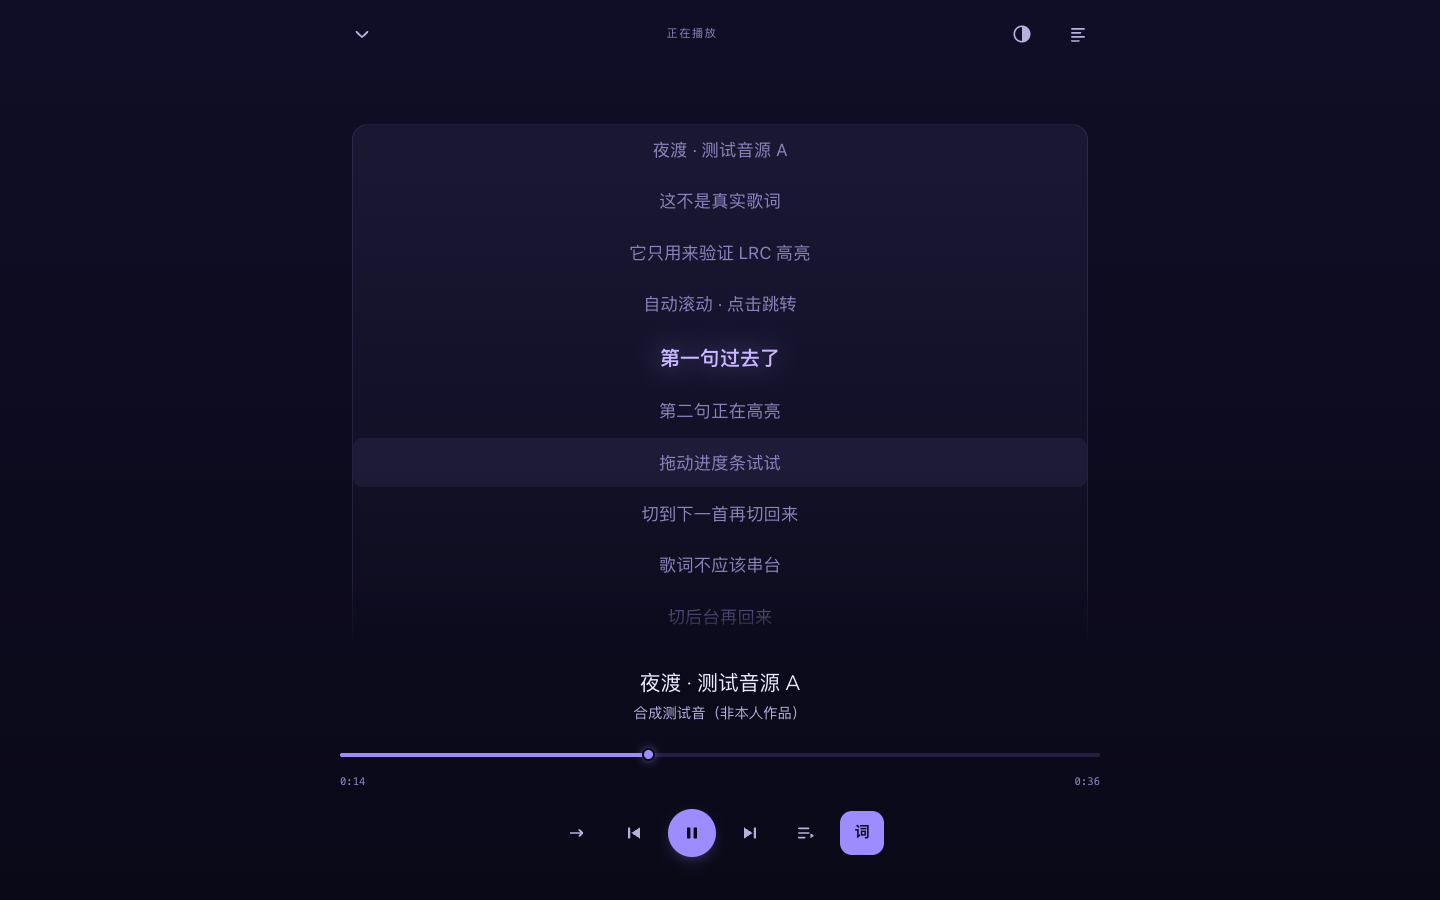 正在播放
夜渡 · 测试音源 A
这不是真实歌词
它只用来验证 LRC 高亮
自动滚动 · 点击跳转
第一句过去了
第二句正在高亮
拖动进度条试试
切到下一首再切回来
歌词不应该串台
切后台再回来
夜渡 · 测试音源 A
合成测试音（非本人作品）
0:14
0:36
词